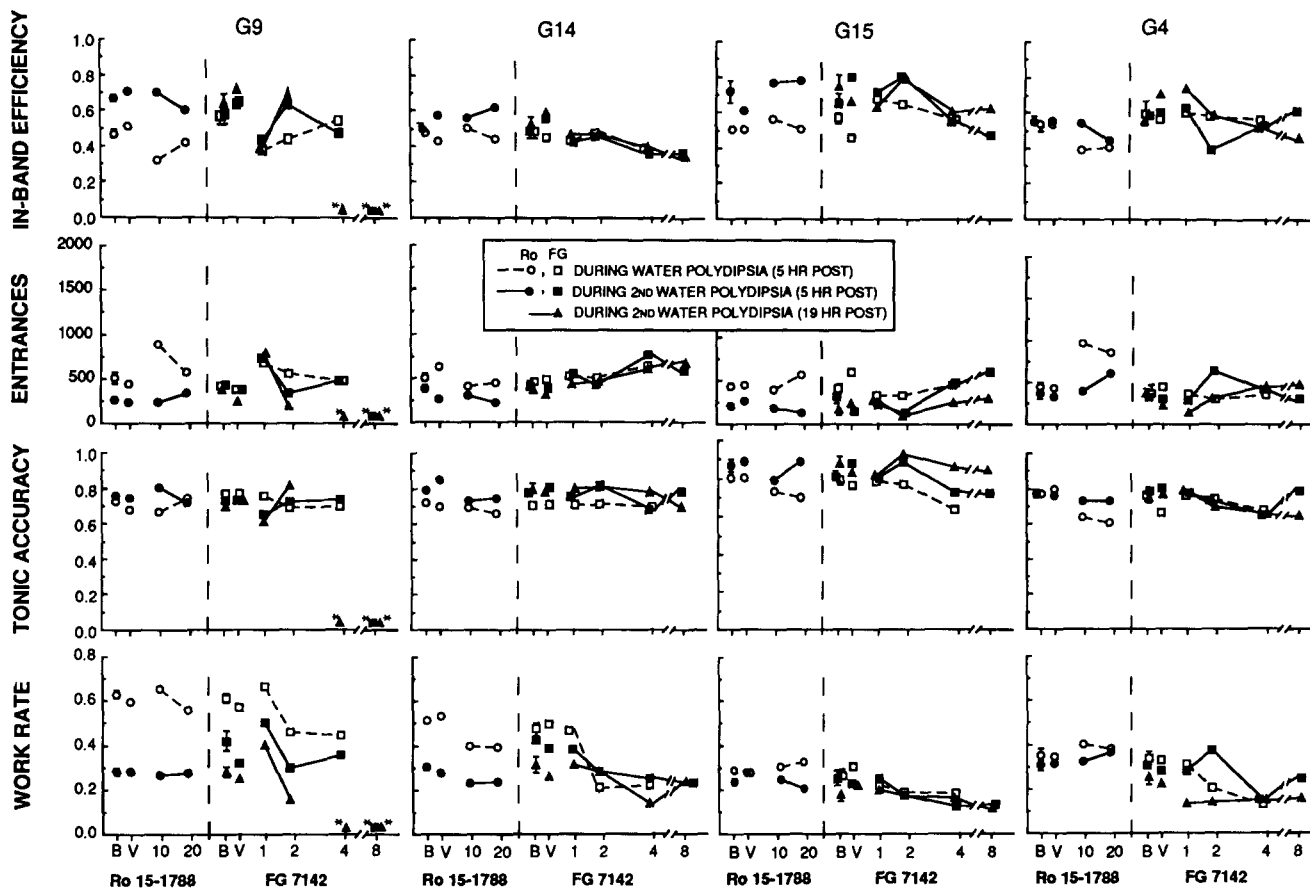 G9 G14 G15 G4
IN-BAND EFFICIENCY
1.0
0.8
0.6
0.4
0.2
0.0
* * *
ENTRANCES
2000
1500
1000
500
0
* * *
Ro FG
DURING WATER POLYDIPSIA (5 HR POST)
DURING 2ND WATER POLYDIPSIA (5 HR POST)
DURING 2ND WATER POLYDIPSIA (19 HR POST)
TONIC ACCURACY
1.0
0.8
0.6
0.4
0.2
0.0
* * *
WORK RATE
0.8
0.6
0.4
0.2
0.0
* * *
B V 10 20 B V 1 2 4 8 B V 10 20 B V 1 2 4 8 B V 10 20 B V 1 2 4 8 B V 10 20 B V 1 2 4 8
Ro 15-1788 FG 7142 Ro 15-1788 FG 7142 Ro 15-1788 FG 7142 Ro 15-1788 FG 7142